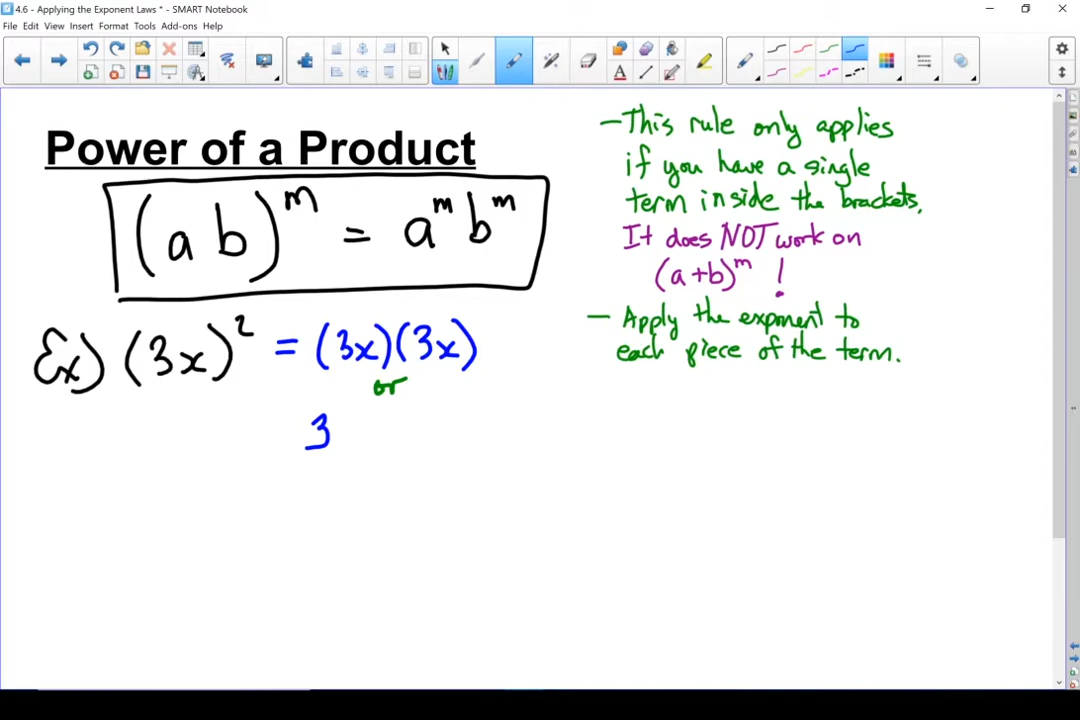 4.6 - Applying the Exponent Laws * - SMART Notebook
File Edit View Insert Format Tools Add-ons Help
Power of a Product
(a b)^m = a^m b^m
Ex) (3x)^2 = (3x)(3x)
or
3
- This rule only applies
if you have a single
term inside the brackets.
It does NOT work on
(a+b)^m !
- Apply the exponent to
each piece of the term.